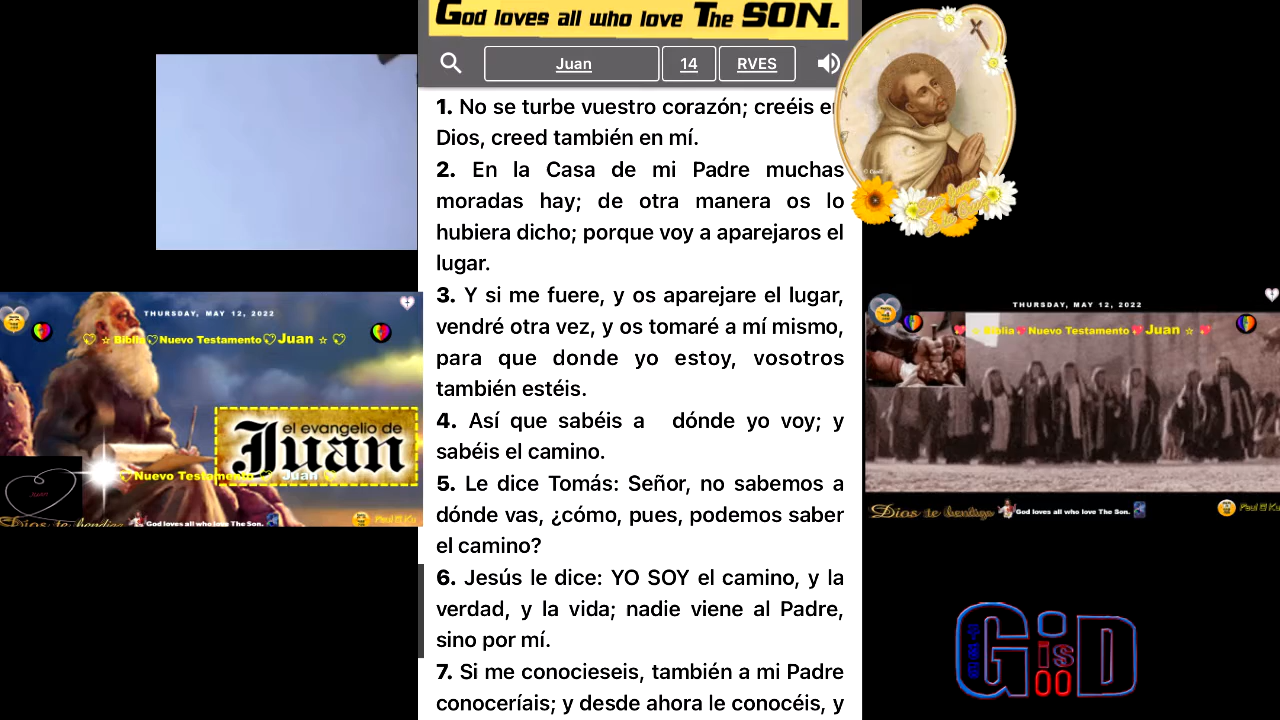 God loves all who love The SON.
Juan
14
RVES
1. No se turbe vuestro corazón; creéis en
Dios, creed también en mí.
2. En la Casa de mi Padre muchas
moradas hay; de otra manera os lo
hubiera dicho; porque voy a aparejaros el
lugar.
3. Y si me fuere, y os aparejare el lugar,
vendré otra vez, y os tomaré a mí mismo,
para que donde yo estoy, vosotros
también estéis.
4. Así que sabéis a dónde yo voy; y
sabéis el camino.
5. Le dice Tomás: Señor, no sabemos a
dónde vas, ¿cómo, pues, podemos saber
el camino?
6. Jesús le dice: YO SOY el camino, y la
verdad, y la vida; nadie viene al Padre,
sino por mí.
7. Si me conocieseis, también a mi Padre
conoceríais; y desde ahora le conocéis, y
THURSDAY, MAY 12, 2022
Biblia Nuevo Testamento Juan
el evangelio de
Juan
Nuevo Testamento Juan
Juan
Dios te bendiga
God loves all who love The Son.
THURSDAY, MAY 12, 2022
Biblia Nuevo Testamento Juan
Dios te bendiga
God loves all who love The Son.
GOD
is